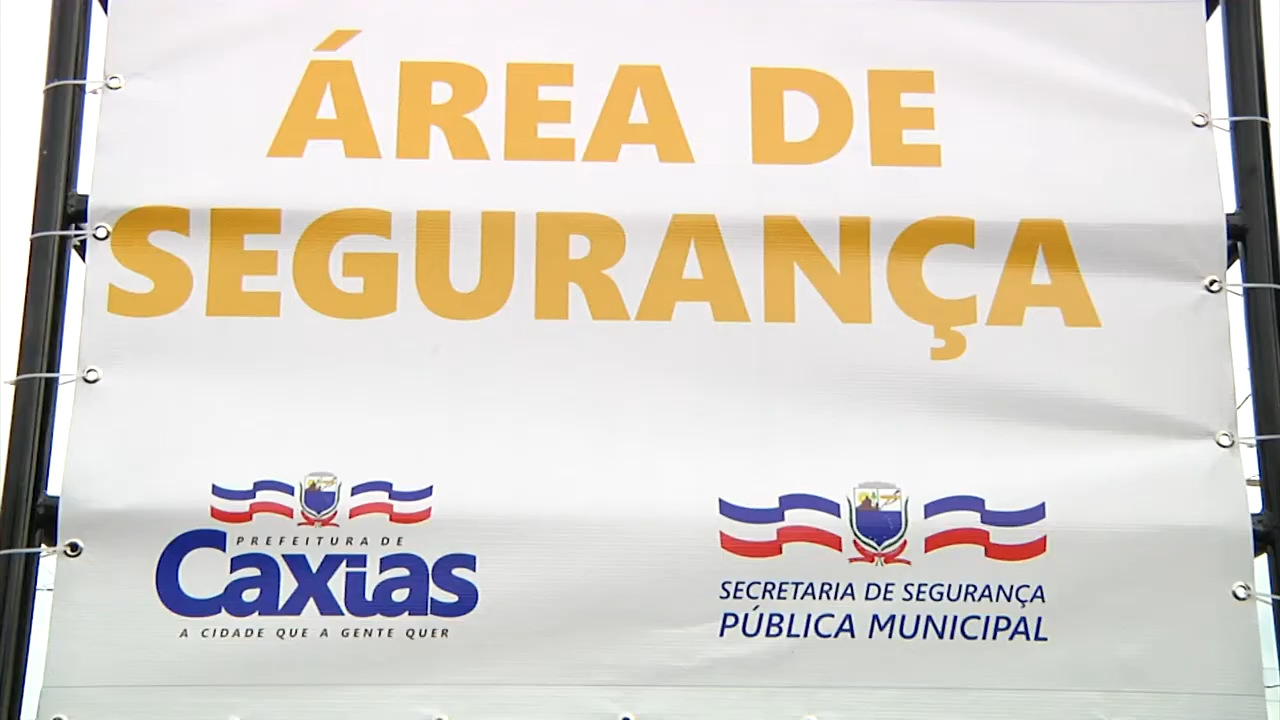 ÁREA DE
SEGURANÇA
PREFEITURA DE
Caxias
A CIDADE QUE A GENTE QUER
SECRETARIA DE SEGURANÇA
PÚBLICA MUNICIPAL